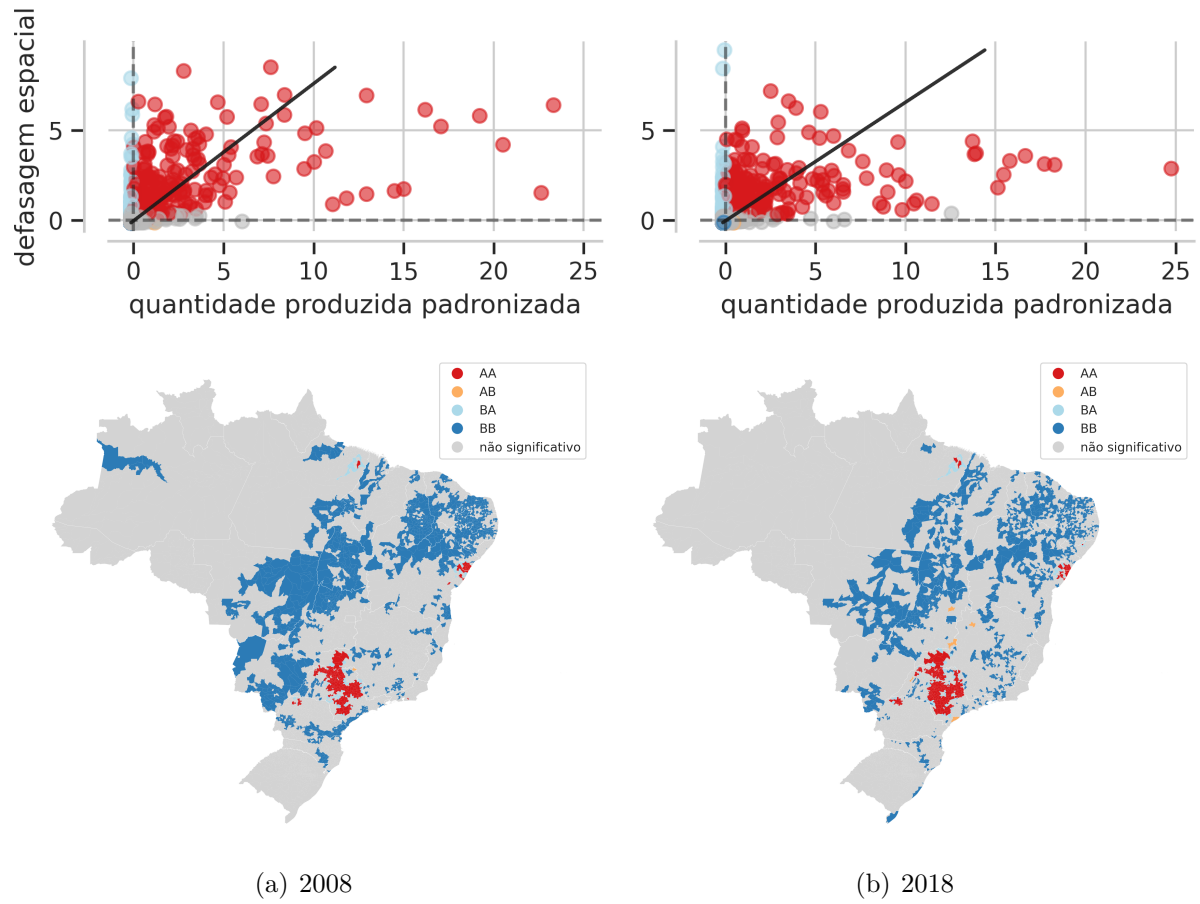 defasagem espacial
5
0
0 5 10 15 20 25
quantidade produzida padronizada
5
0
0 5 10 15 20 25
quantidade produzida padronizada
AA
AB
BA
BB
não significativo
AA
AB
BA
BB
não significativo
(a) 2008
(b) 2018